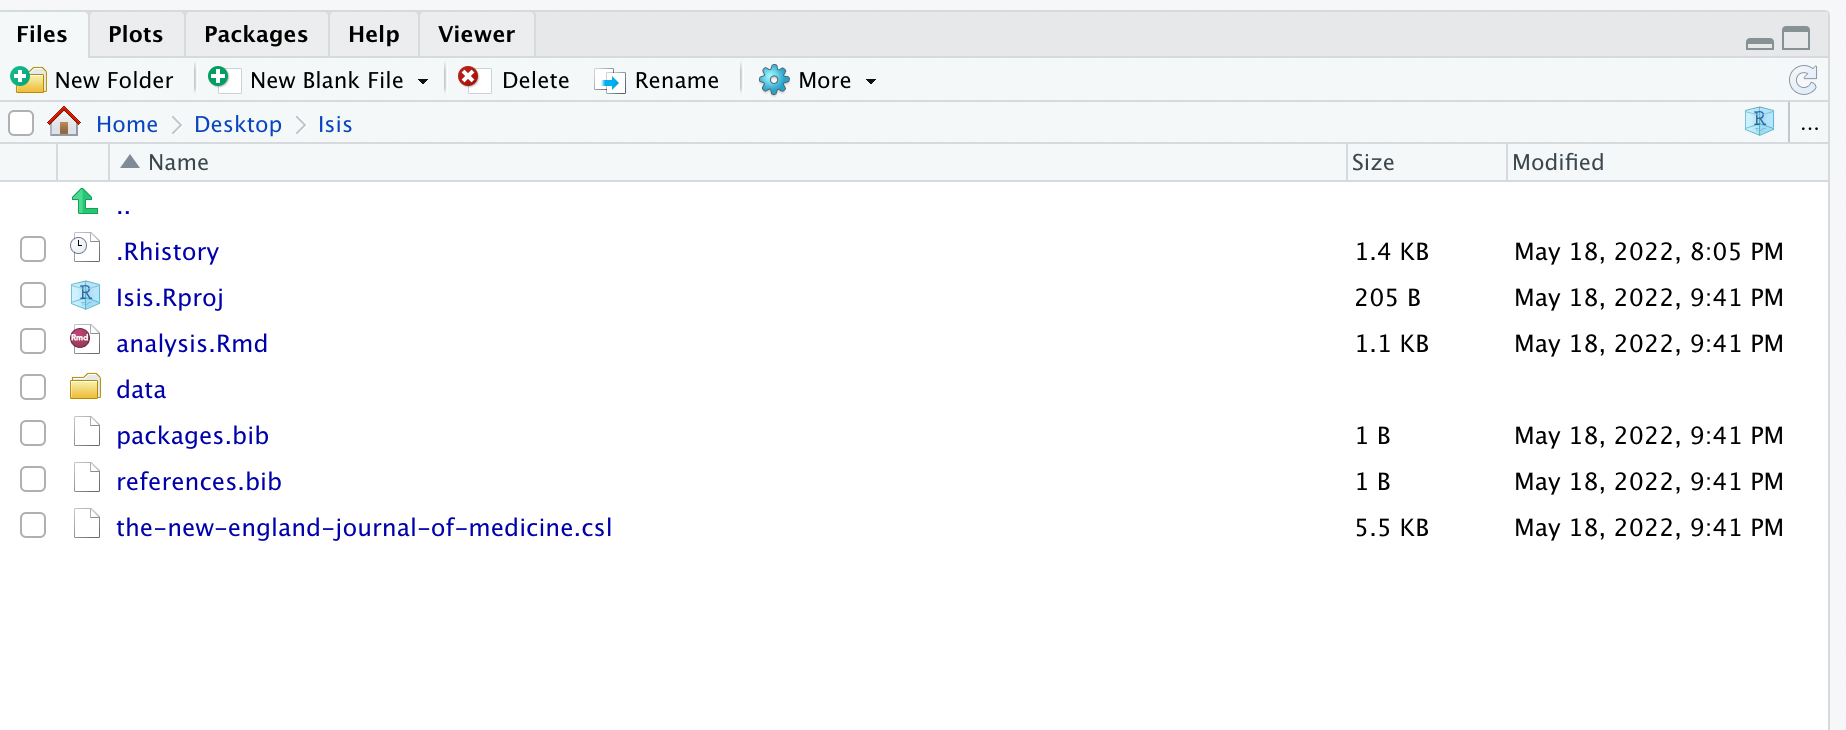 Files Plots Packages Help Viewer
New Folder New Blank File Delete Rename More
Home Desktop Isis R ...
Name Size Modified
..
.Rhistory 1.4 KB May 18, 2022, 8:05 PM
R Isis.Rproj 205 B May 18, 2022, 9:41 PM
Rmd analysis.Rmd 1.1 KB May 18, 2022, 9:41 PM
data
packages.bib 1 B May 18, 2022, 9:41 PM
references.bib 1 B May 18, 2022, 9:41 PM
the-new-england-journal-of-medicine.csl 5.5 KB May 18, 2022, 9:41 PM